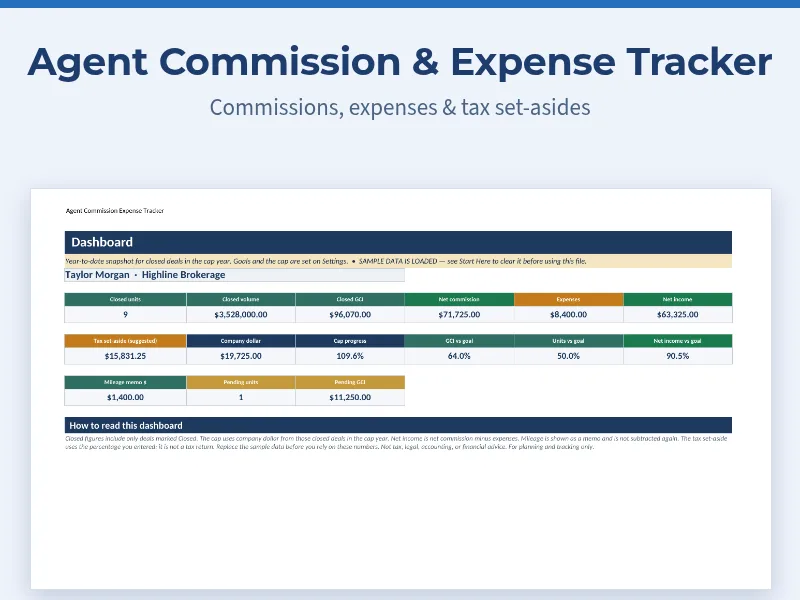 Agent Commission & Expense Tracker
Commissions, expenses & tax set-asides
Agent Commission Expense Tracker
Dashboard
Year-to-date snapshot for closed deals in the cap year. Goals and the cap are set on Settings. • SAMPLE DATA IS LOADED — see Start Here to clear it before using this file.
Taylor Morgan · Highline Brokerage
Closed units Closed volume Closed GCI Net commission Expenses Net income
9 $3,528,000.00 $96,070.00 $71,725.00 $8,400.00 $63,325.00
Tax set-aside (suggested) Company dollar Cap progress GCI vs goal Units vs goal Net income vs goal
$15,831.25 $19,725.00 109.6% 64.0% 50.0% 90.5%
Mileage memo $ Pending units Pending GCI
$1,400.00 1 $11,250.00
How to read this dashboard
Closed figures include only deals marked Closed. The cap uses company dollar from those closed deals in the cap year. Net income is net commission minus expenses. Mileage is shown as a memo and is not subtracted again. The tax set-aside
uses the percentage you entered; it is not a tax return. Replace the sample data before you rely on these numbers. Not tax, legal, accounting, or financial advice. For planning and tracking only.